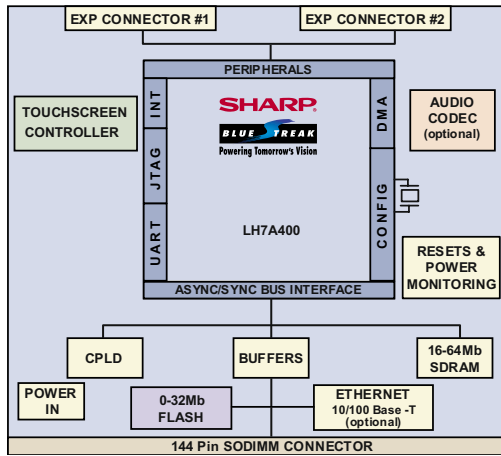 EXP CONNECTOR #1
EXP CONNECTOR #2
PERIPHERALS
TOUCHSCREEN
CONTROLLER
INT
JTAG
UART
SHARP®
BLUE STREAK
Powering Tomorrow's Vision
LH7A400
DMA
CONFIG
AUDIO
CODEC
(optional)
RESETS &
POWER
MONITORING
ASYNC/SYNC BUS INTERFACE
CPLD
BUFFERS
16-64Mb
SDRAM
POWER
IN
0-32Mb
FLASH
ETHERNET
10/100 Base -T
(optional)
144 Pin SODIMM CONNECTOR